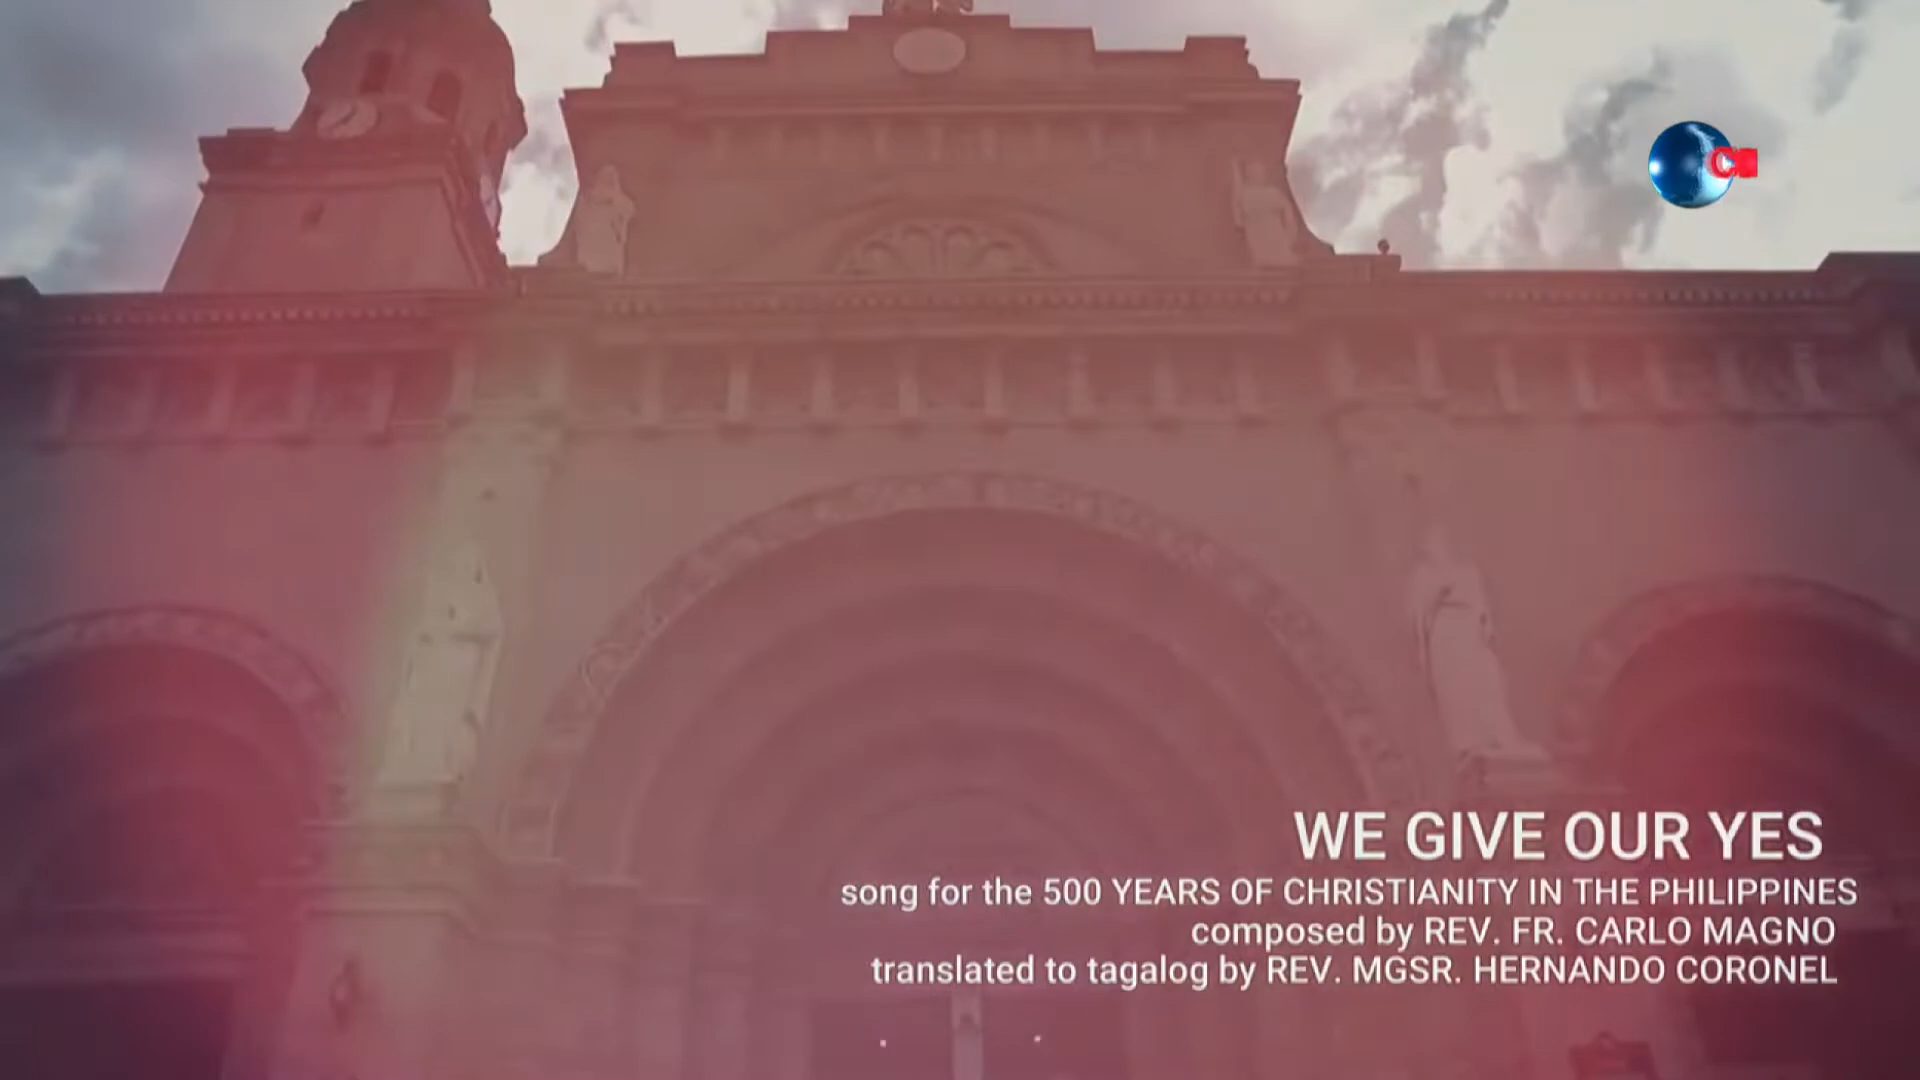 WE GIVE OUR YES
song for the 500 YEARS OF CHRISTIANITY IN THE PHILIPPINES
composed by REV. FR. CARLO MAGNO
translated to tagalog by REV. MGSR. HERNANDO CORONEL